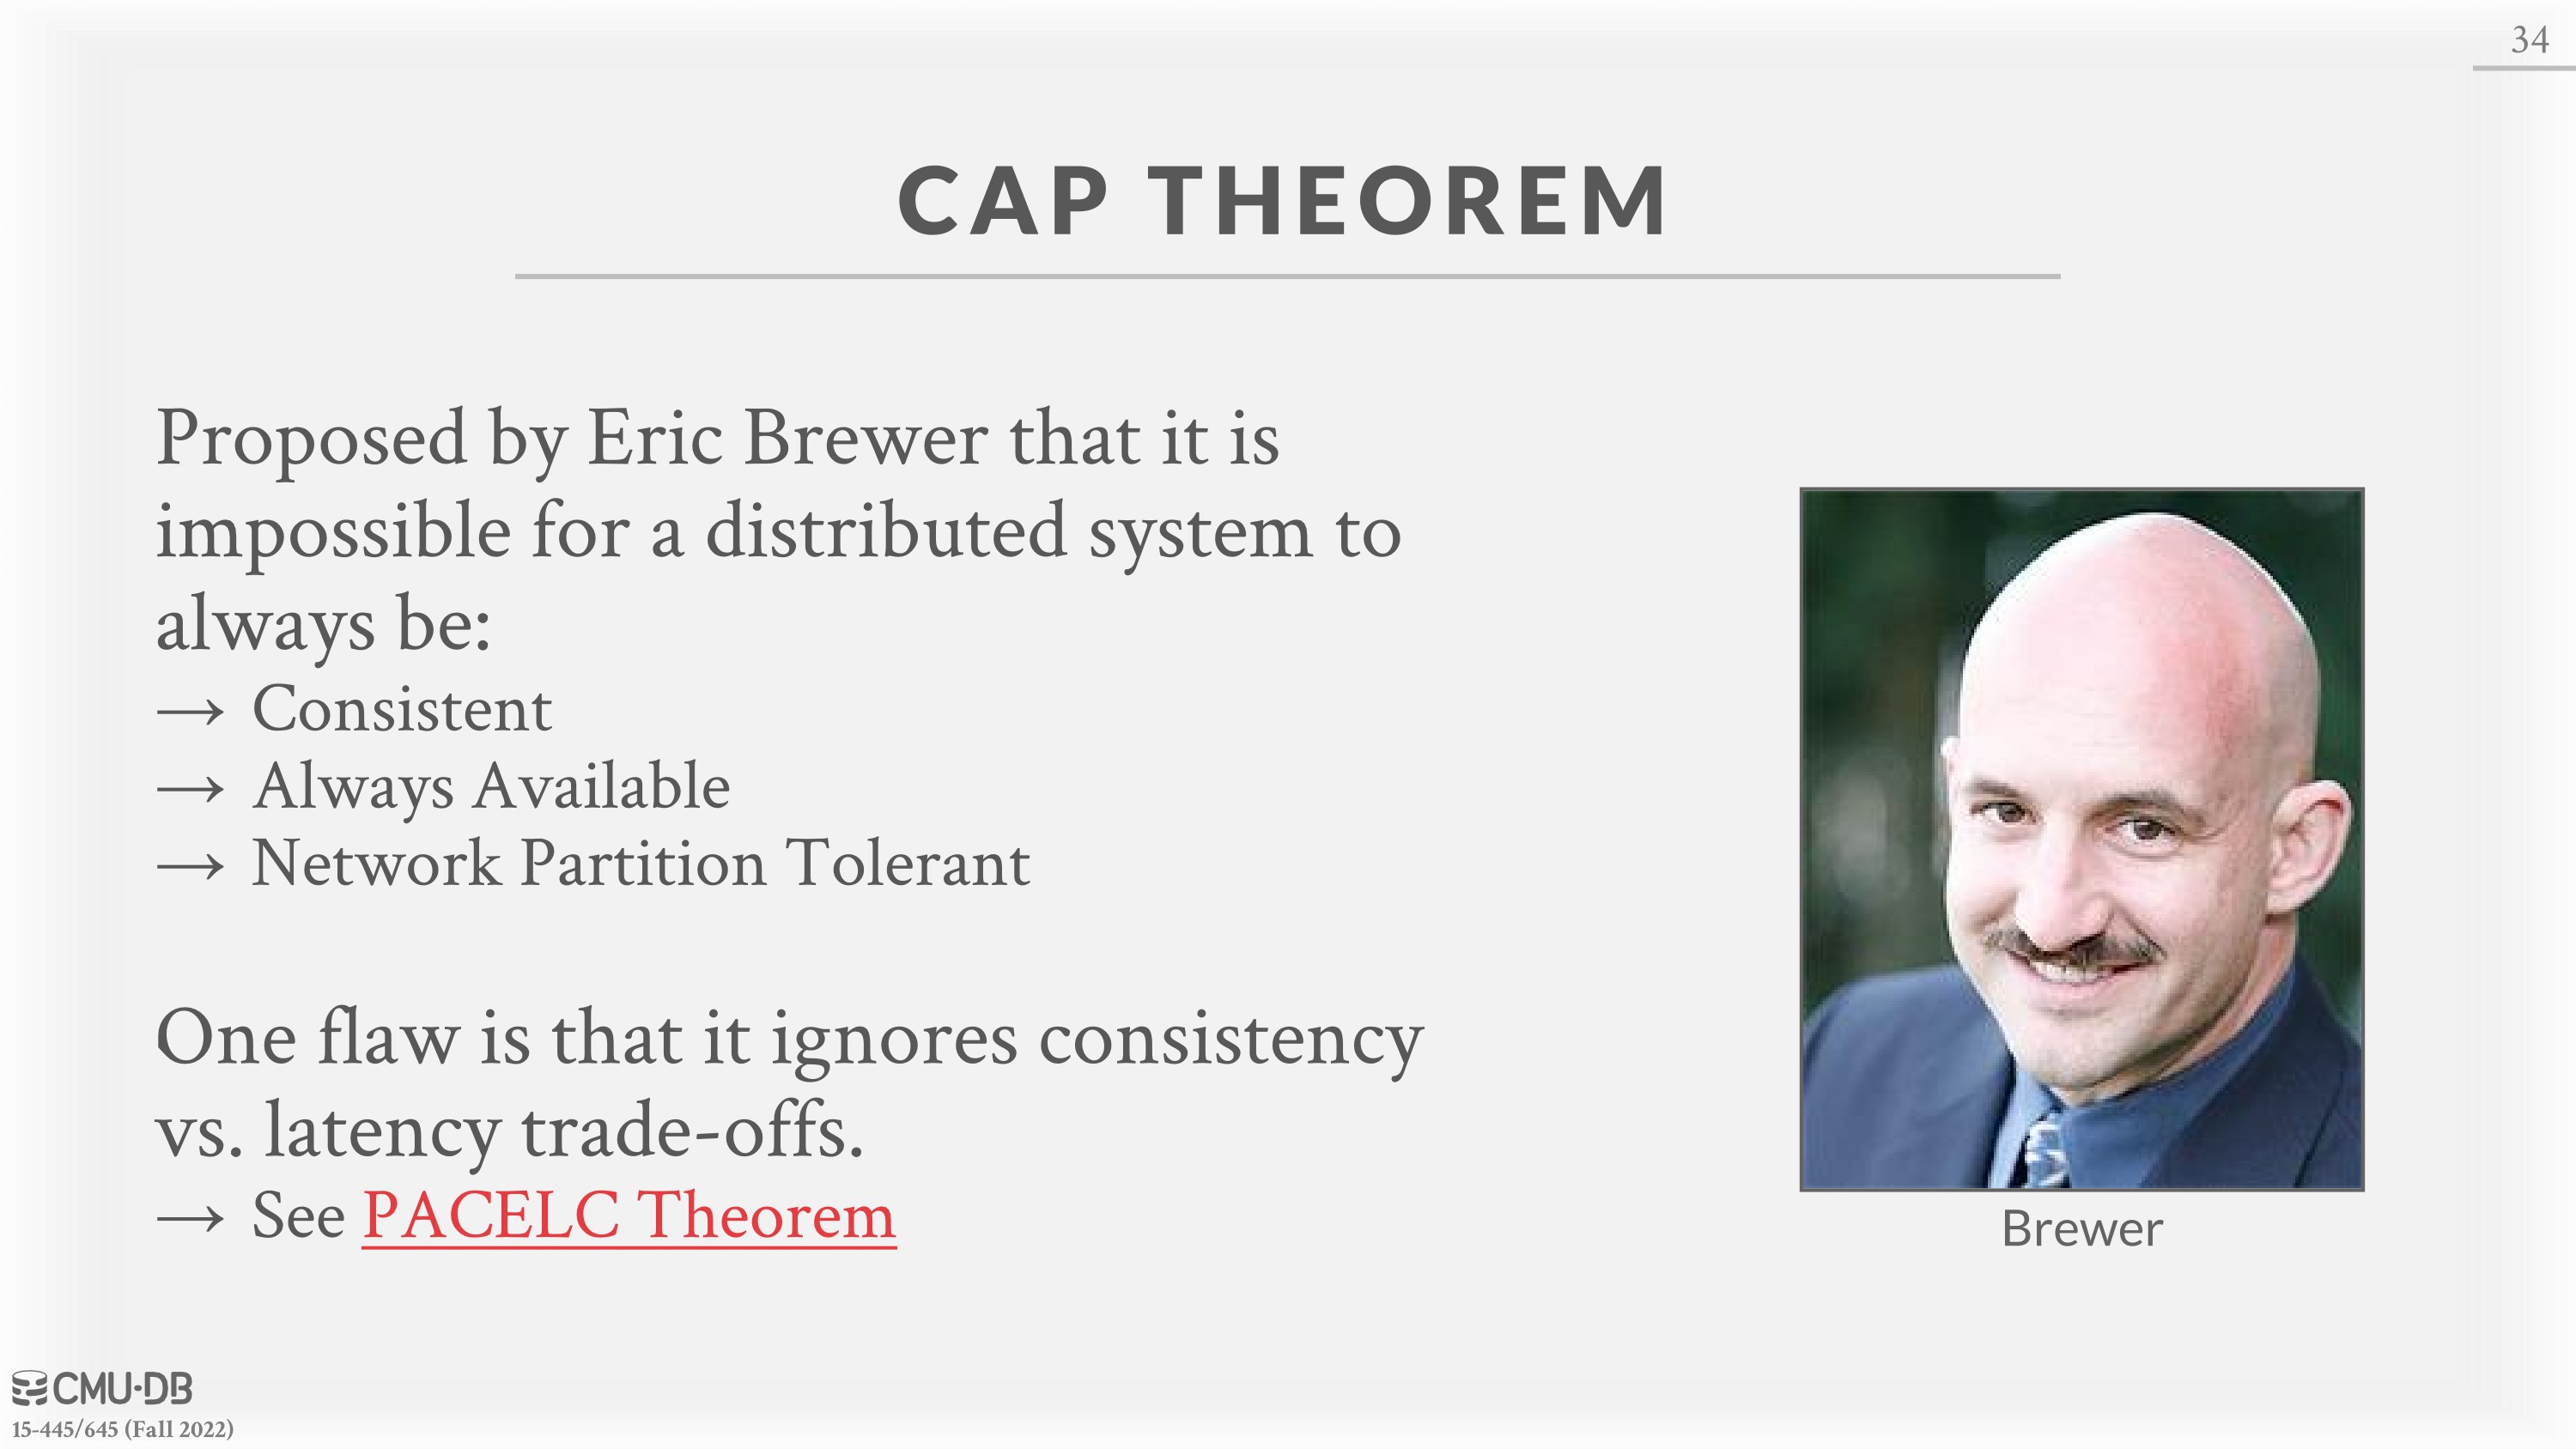 34
CAP THEOREM
Proposed by Eric Brewer that it is
impossible for a distributed system to
always be:
→ Consistent
→ Always Available
→ Network Partition Tolerant
One flaw is that it ignores consistency
vs. latency trade-offs.
→ See PACELC Theorem
Brewer
CMU·DB
15-445/645 (Fall 2022)